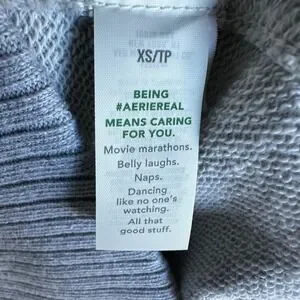 XS/TP
BEING
#AERIEREAL
MEANS CARING
FOR YOU.
Movie marathons.
Belly laughs.
Naps.
Dancing
like no one's
watching.
All that
good stuff.